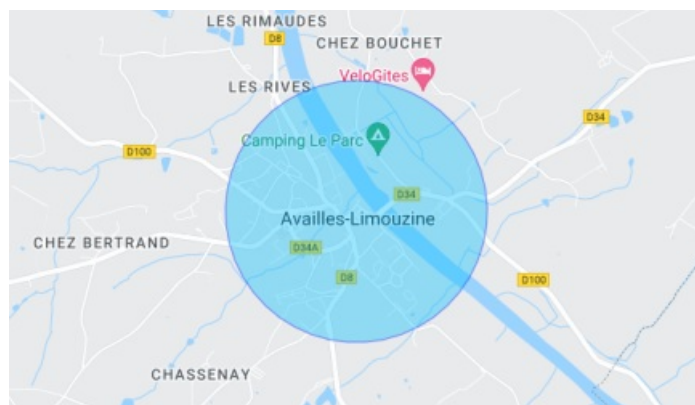 LES RIMAUDES
D8
CHEZ BOUCHET
VeloGites
LES RIVES
Camping Le Parc
D34
D100
D34
Availles-Limouzine
CHEZ BERTRAND
D34A
D8
D100
CHASSENAY